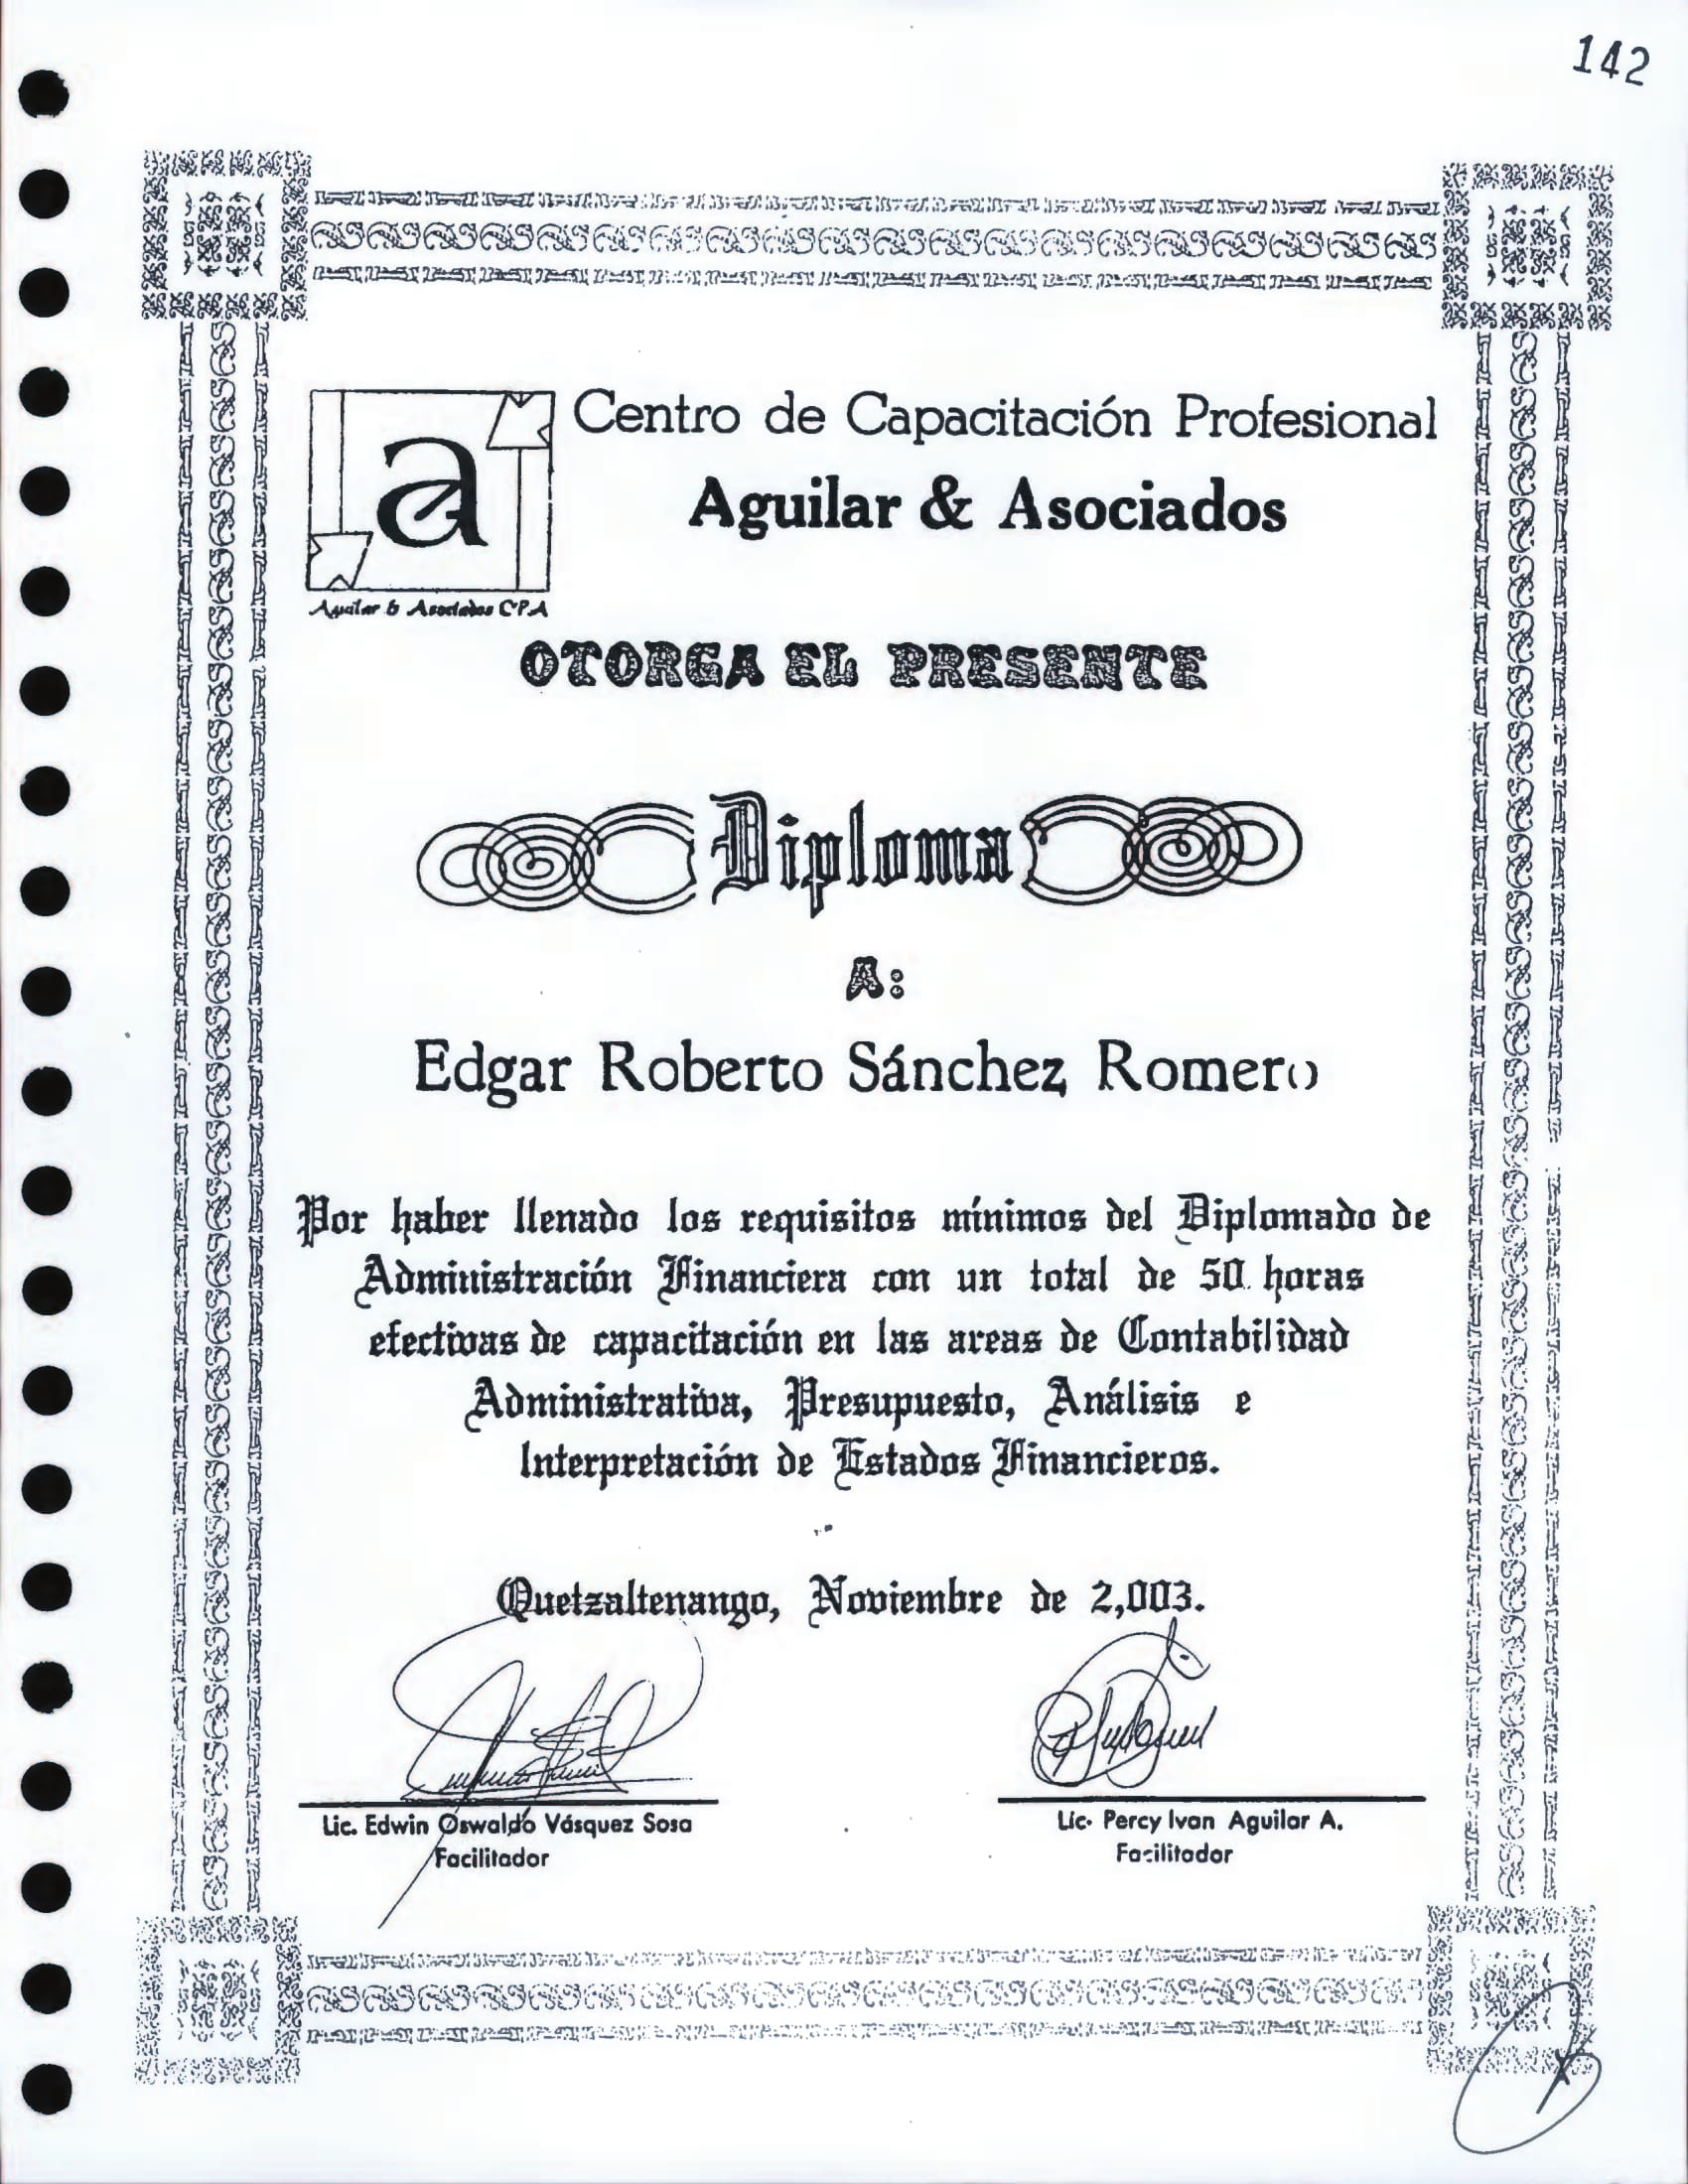 142
Centro de Capacitación Profesional
Aguilar & Asociados
a
Aguilar & Asociados CPA
OTORGA EL PRESENTE
Diploma
A:
Edgar Roberto Sánchez Romero
Por haber llenado los requisitos mínimos del Diplomado de
Administración Financiera con un total de 50 horas
efectivas de capacitación en las areas de Contabilidad
Administrativa, Presupuesto, Análisis e
Interpretación de Estados Financieros.
Quetzaltenango, Noviembre de 2,003.
Lic. Edwin Oswaldo Vásquez Sosa
Facilitador
Lic. Percy Ivan Aguilar A.
Facilitador